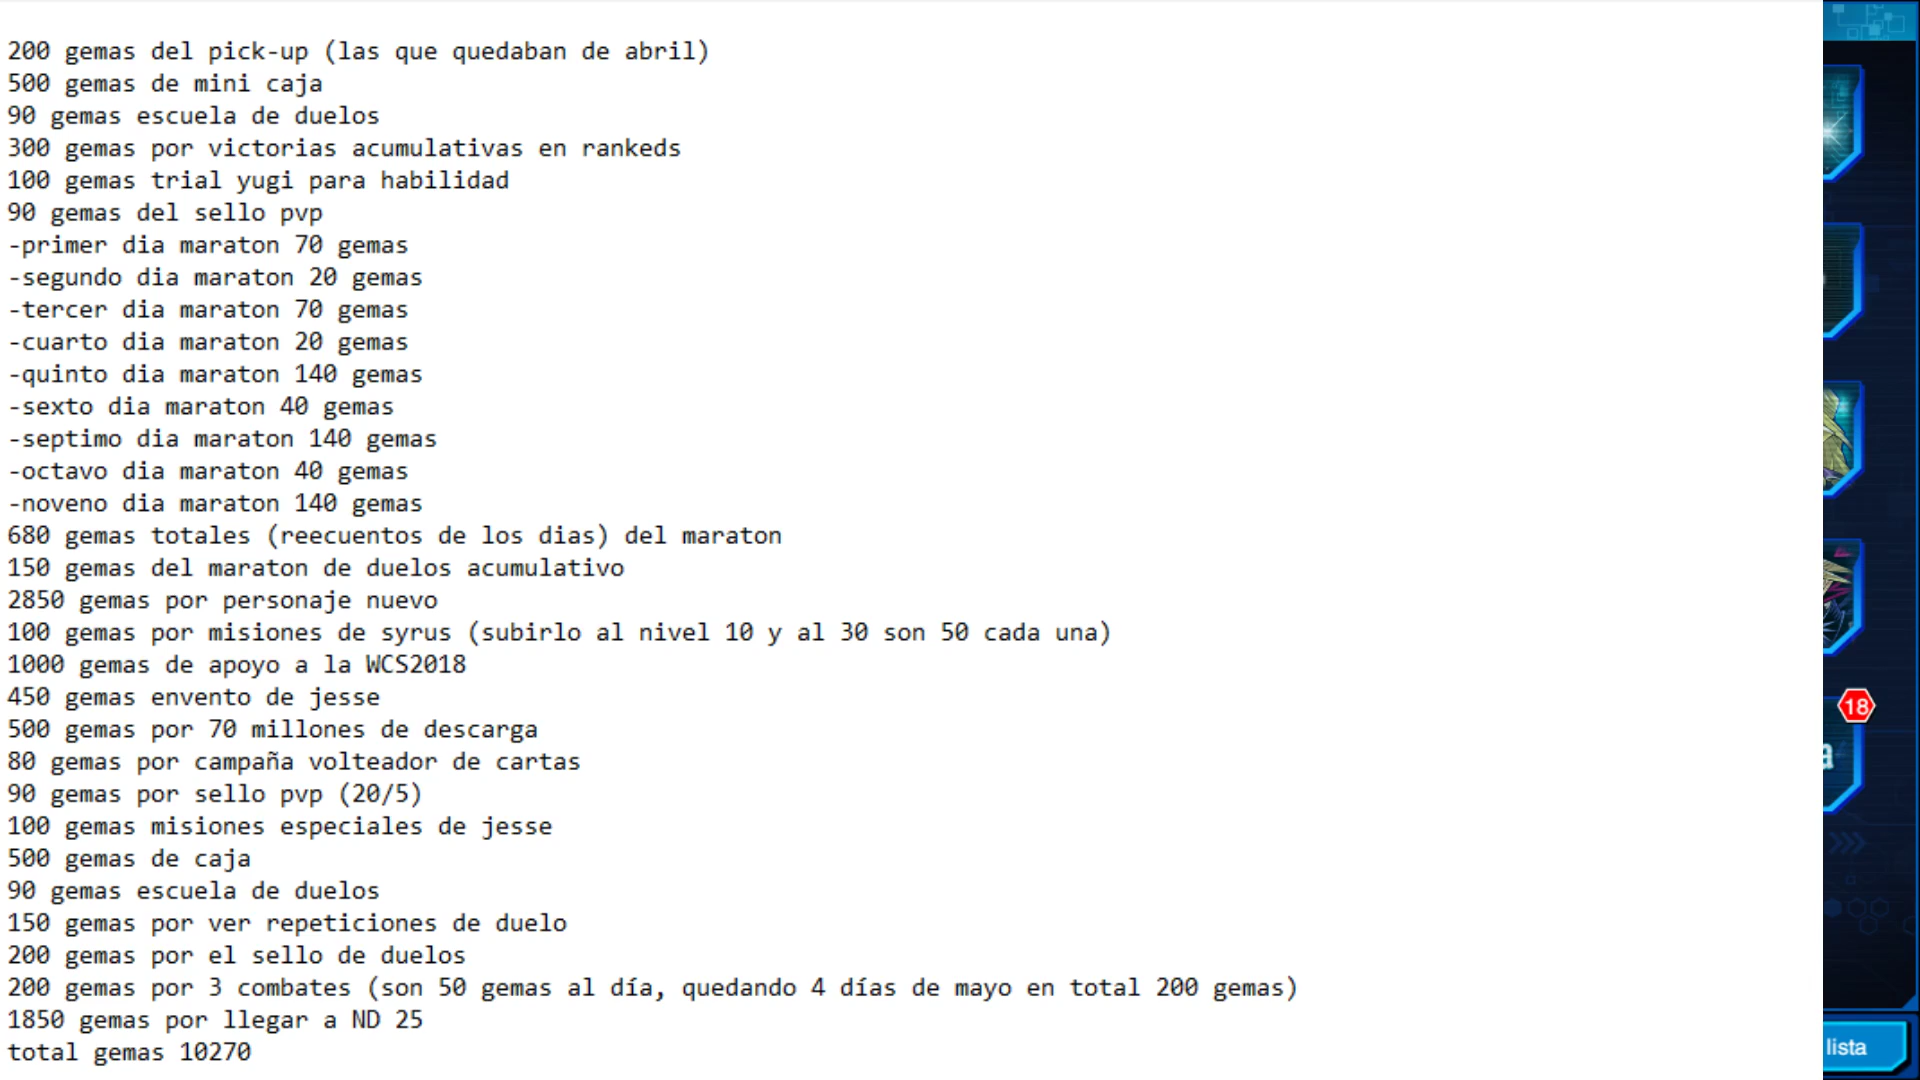 200 gemas del pick-up (las que quedaban de abril)
500 gemas de mini caja
90 gemas escuela de duelos
300 gemas por victorias acumulativas en rankeds
100 gemas trial yugi para habilidad
90 gemas del sello pvp
-primer dia maraton 70 gemas
-segundo dia maraton 20 gemas
-tercer dia maraton 70 gemas
-cuarto dia maraton 20 gemas
-quinto dia maraton 140 gemas
-sexto dia maraton 40 gemas
-septimo dia maraton 140 gemas
-octavo dia maraton 40 gemas
-noveno dia maraton 140 gemas
680 gemas totales (reecuentos de los dias) del maraton
150 gemas del maraton de duelos acumulativo
2850 gemas por personaje nuevo
100 gemas por misiones de syrus (subirlo al nivel 10 y al 30 son 50 cada una)
1000 gemas de apoyo a la WCS2018
450 gemas envento de jesse
500 gemas por 70 millones de descarga
18
80 gemas por campaña volteador de cartas
a
90 gemas por sello pvp (20/5)
100 gemas misiones especiales de jesse
500 gemas de caja
90 gemas escuela de duelos
150 gemas por ver repeticiones de duelo
200 gemas por el sello de duelos
200 gemas por 3 combates (son 50 gemas al día, quedando 4 días de mayo en total 200 gemas)
1850 gemas por llegar a ND 25
total gemas 10270
lista